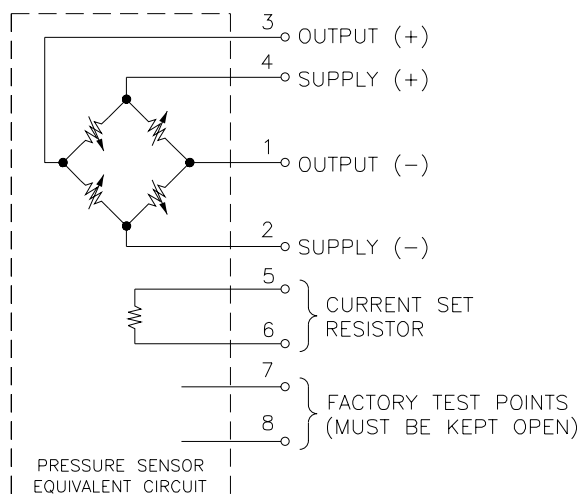 3 OUTPUT (+)
4 SUPPLY (+)
1 OUTPUT (-)
2 SUPPLY (-)
5
CURRENT SET
RESISTOR
6
7
FACTORY TEST POINTS
(MUST BE KEPT OPEN)
8
PRESSURE SENSOR
EQUIVALENT CIRCUIT